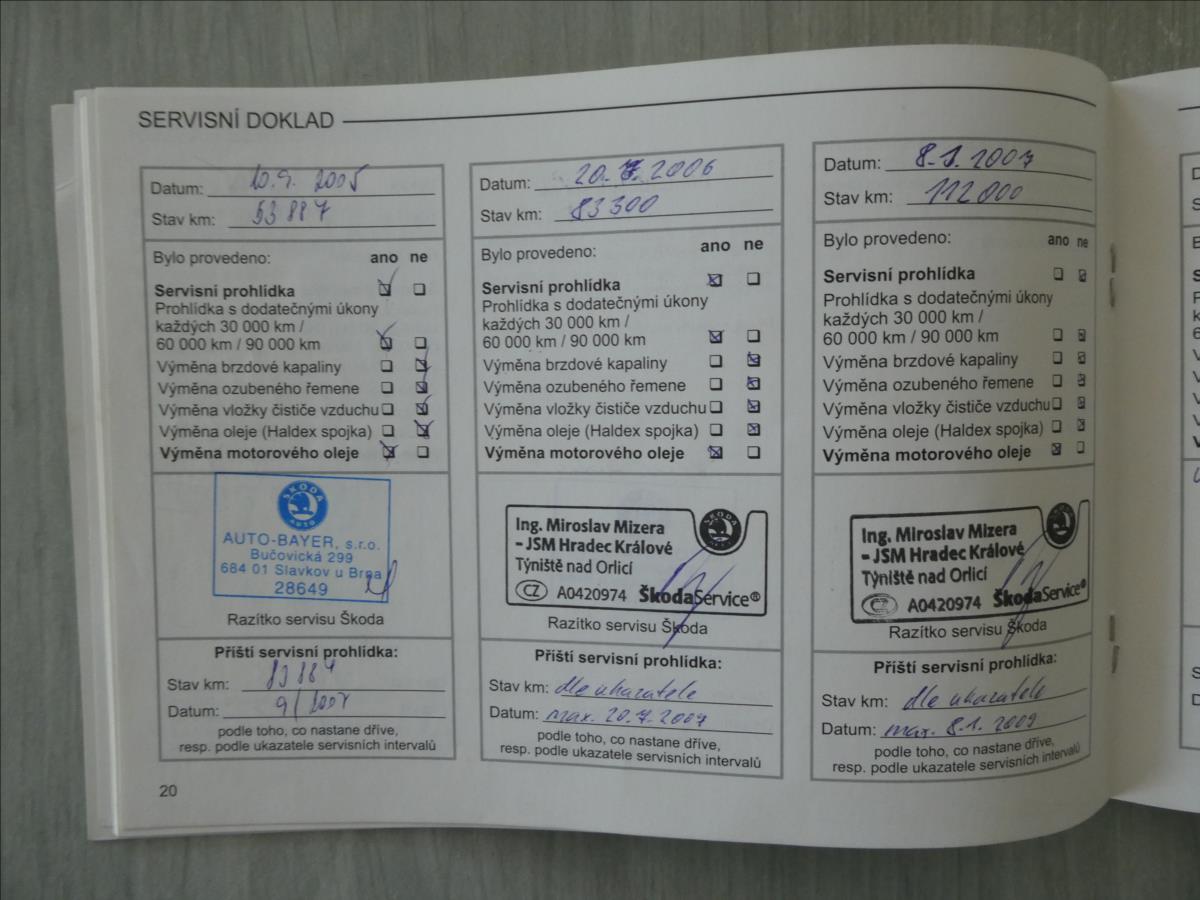 SERVISNÍ DOKLAD
Datum: 10.9. 2005
Stav km: 53 887
Bylo provedeno: ano ne
Servisní prohlídka
Prohlídka s dodatečnými úkony
každých 30 000 km /
60 000 km / 90 000 km
Výměna brzdové kapaliny
Výměna ozubeného řemene
Výměna vložky čističe vzduchu
Výměna oleje (Haldex spojka)
Výměna motorového oleje
ŠKODA
AUTO
AUTO-BAYER, s.r.o.
Bučovická 299
684 01 Slavkov u Brna
28649
Razítko servisu Škoda
Příští servisní prohlídka:
Stav km: 83 887
Datum: 9/2007
podle toho, co nastane dříve,
resp. podle ukazatele servisních intervalů
20
Datum: 20.7.2006
Stav km: 83300
Bylo provedeno: ano ne
Servisní prohlídka
Prohlídka s dodatečnými úkony
každých 30 000 km /
60 000 km / 90 000 km
Výměna brzdové kapaliny
Výměna ozubeného řemene
Výměna vložky čističe vzduchu
Výměna oleje (Haldex spojka)
Výměna motorového oleje
ŠKODA
Ing. Miroslav Mizera
- JSM Hradec Králové
Týniště nad Orlicí
CZ A0420974 ŠkodaService®
Razítko servisu Škoda
Příští servisní prohlídka:
Stav km: dle ukazatele
Datum: max. 20.7.2007
podle toho, co nastane dříve,
resp. podle ukazatele servisních intervalů
Datum: 8.1.2007
Stav km: 112000
Bylo provedeno: ano ne
Servisní prohlídka
Prohlídka s dodatečnými úkony
každých 30 000 km /
60 000 km / 90 000 km
Výměna brzdové kapaliny
Výměna ozubeného řemene
Výměna vložky čističe vzduchu
Výměna oleje (Haldex spojka)
Výměna motorového oleje
ŠKODA
Ing. Miroslav Mizera
- JSM Hradec Králové
Týniště nad Orlicí
CZ A0420974 ŠkodaService®
Razítko servisu Škoda
Příští servisní prohlídka:
Stav km: dle ukazatele
Datum: max. 8.1.2009
podle toho, co nastane dříve,
resp. podle ukazatele servisních intervalů